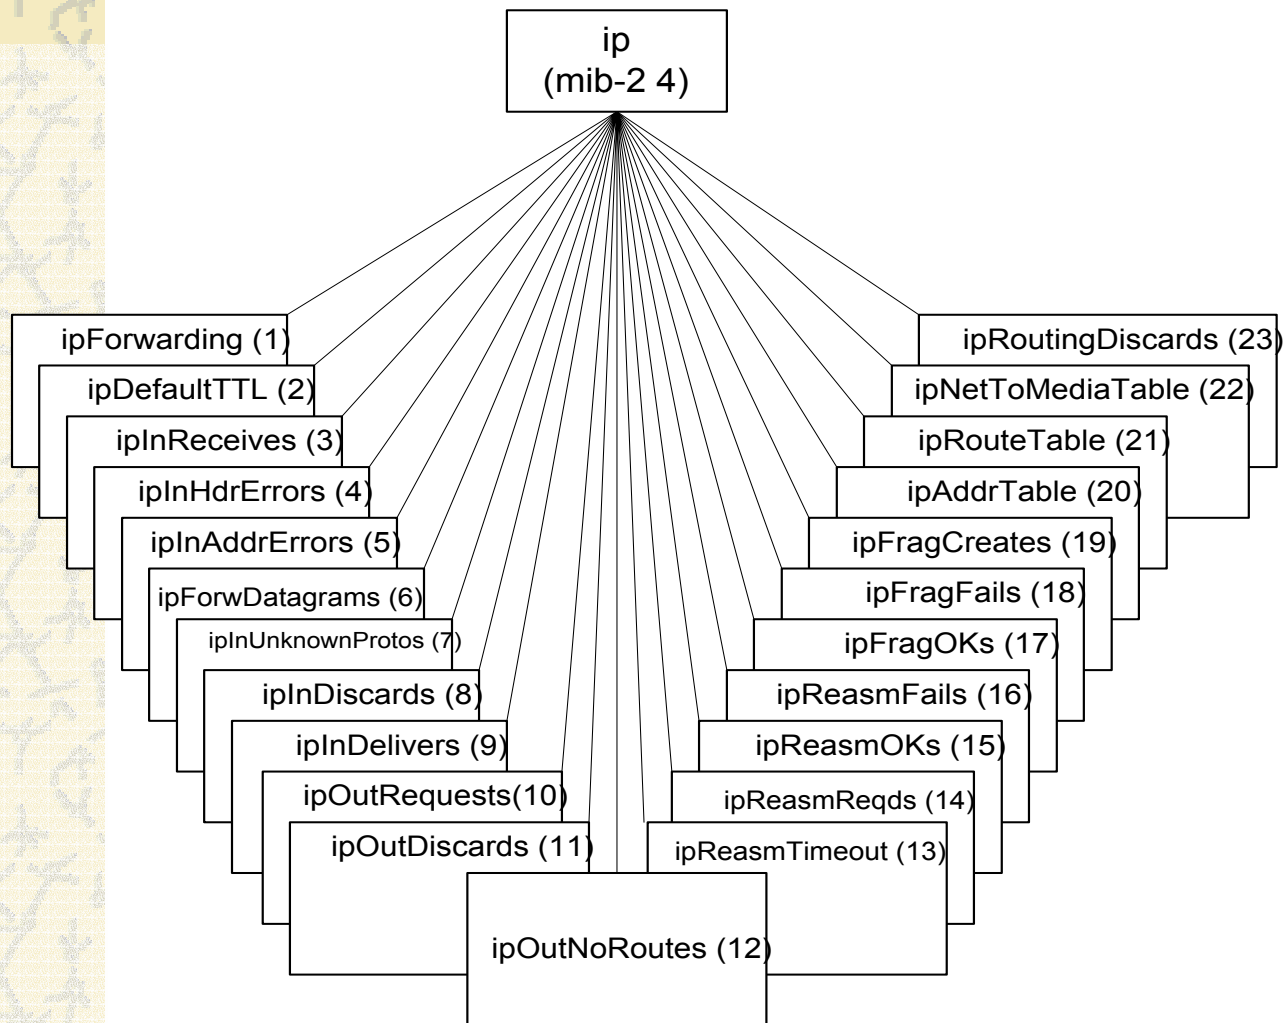 ip
(mib-2 4)
ipForwarding (1)
ipDefaultTTL (2)
ipInReceives (3)
ipInHdrErrors (4)
ipInAddrErrors (5)
ipForwDatagrams (6)
ipInUnknownProtos (7)
ipInDiscards (8)
ipInDelivers (9)
ipOutRequests(10)
ipOutDiscards (11)
ipOutNoRoutes (12)
ipReasmTimeout (13)
ipReasmReqds (14)
ipReasmOKs (15)
ipReasmFails (16)
ipFragOKs (17)
ipFragFails (18)
ipFragCreates (19)
ipAddrTable (20)
ipRouteTable (21)
ipNetToMediaTable (22)
ipRoutingDiscards (23)